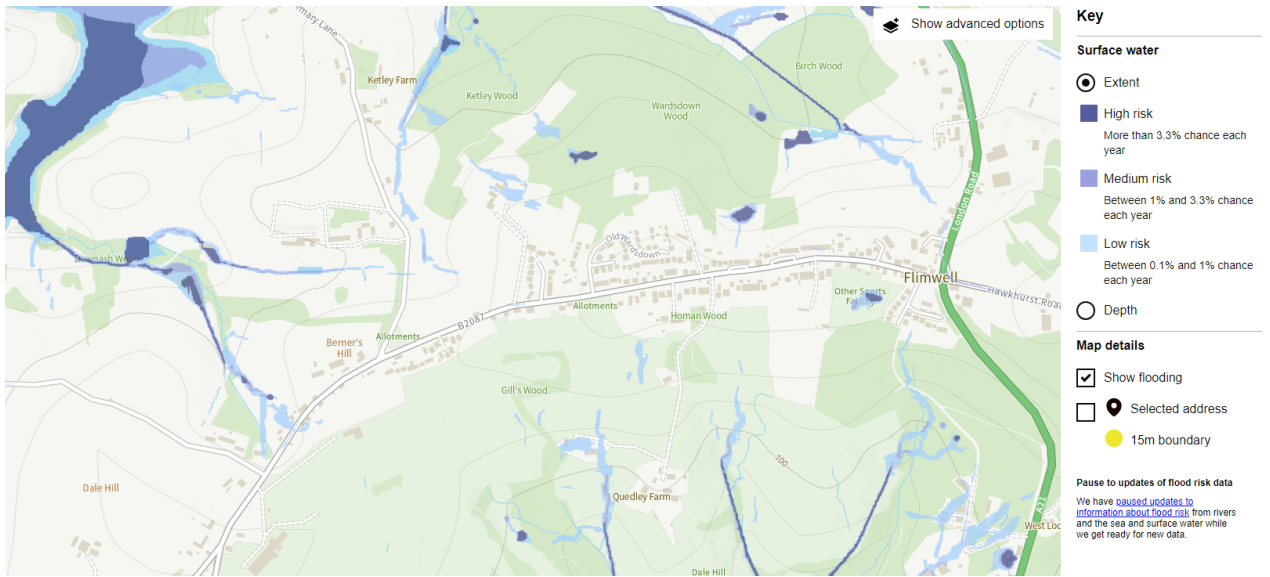 Show advanced options
Ketley Farm
Ketley Wood
Birch Wood
Wardsdown
Wood
London Road
Old Wardsdown
Flimwell
Hawkhurst Road
Other Sports
Facility
Allotments
Homan Wood
B2087
Allotments
Berner's
Hill
Gill's Wood
100
Dale Hill
Quedley Farm
A21
West Loc
Dale Hill
Key
Surface water
Extent
High risk
More than 3.3% chance each
year
Medium risk
Between 1% and 3.3% chance
each year
Low risk
Between 0.1% and 1% chance
each year
Depth
Map details
Show flooding
Selected address
15m boundary
Pause to updates of flood risk data
We have paused updates to
information about flood risk from rivers
and the sea and surface water while
we get ready for new data.